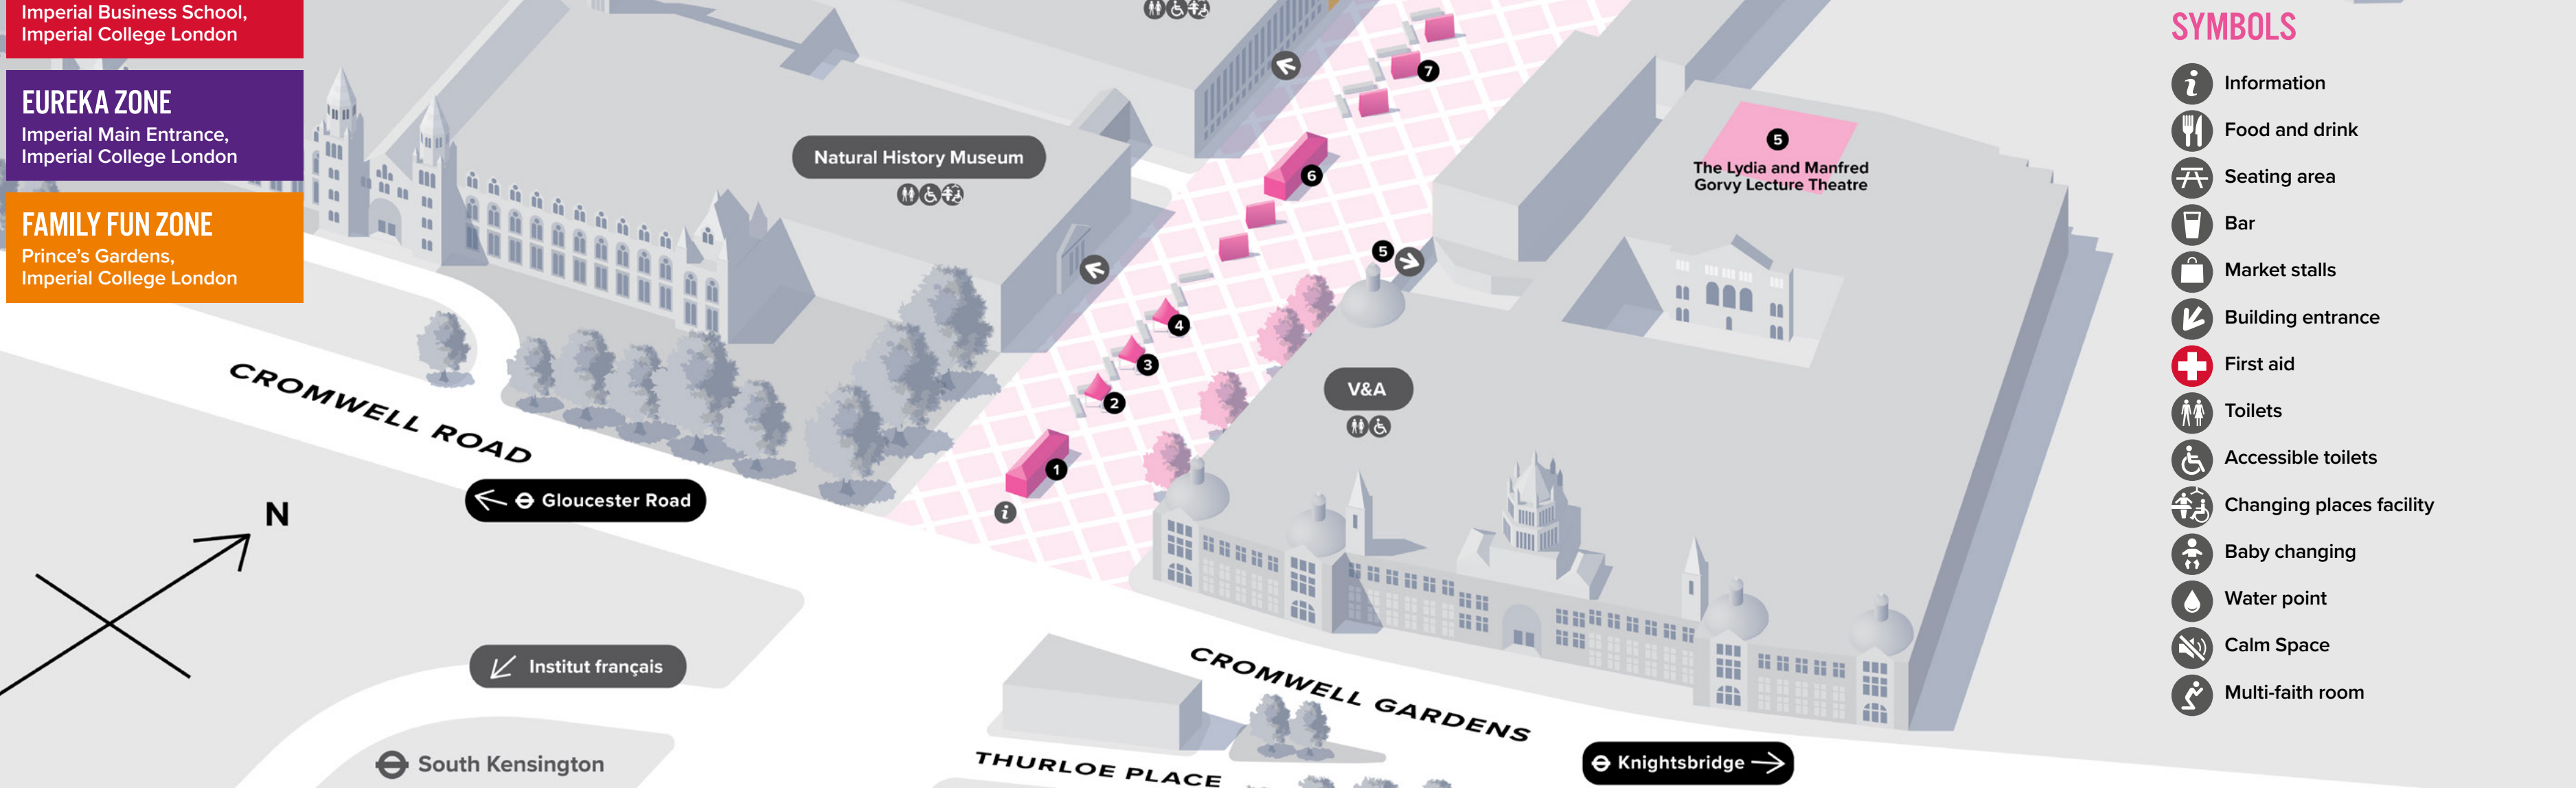 Imperial Business School,
Imperial College London
EUREKA ZONE
Imperial Main Entrance,
Imperial College London
FAMILY FUN ZONE
Prince's Gardens,
Imperial College London
7
6
5
4
3
2
1
i
Natural History Museum
5
The Lydia and Manfred
Gorvy Lecture Theatre
V&A
CROMWELL ROAD
Gloucester Road
N
Institut français
South Kensington
CROMWELL GARDENS
THURLOE PLACE
Knightsbridge
SYMBOLS
i Information
Food and drink
Seating area
Bar
Market stalls
Building entrance
First aid
Toilets
Accessible toilets
Changing places facility
Baby changing
Water point
Calm Space
Multi-faith room